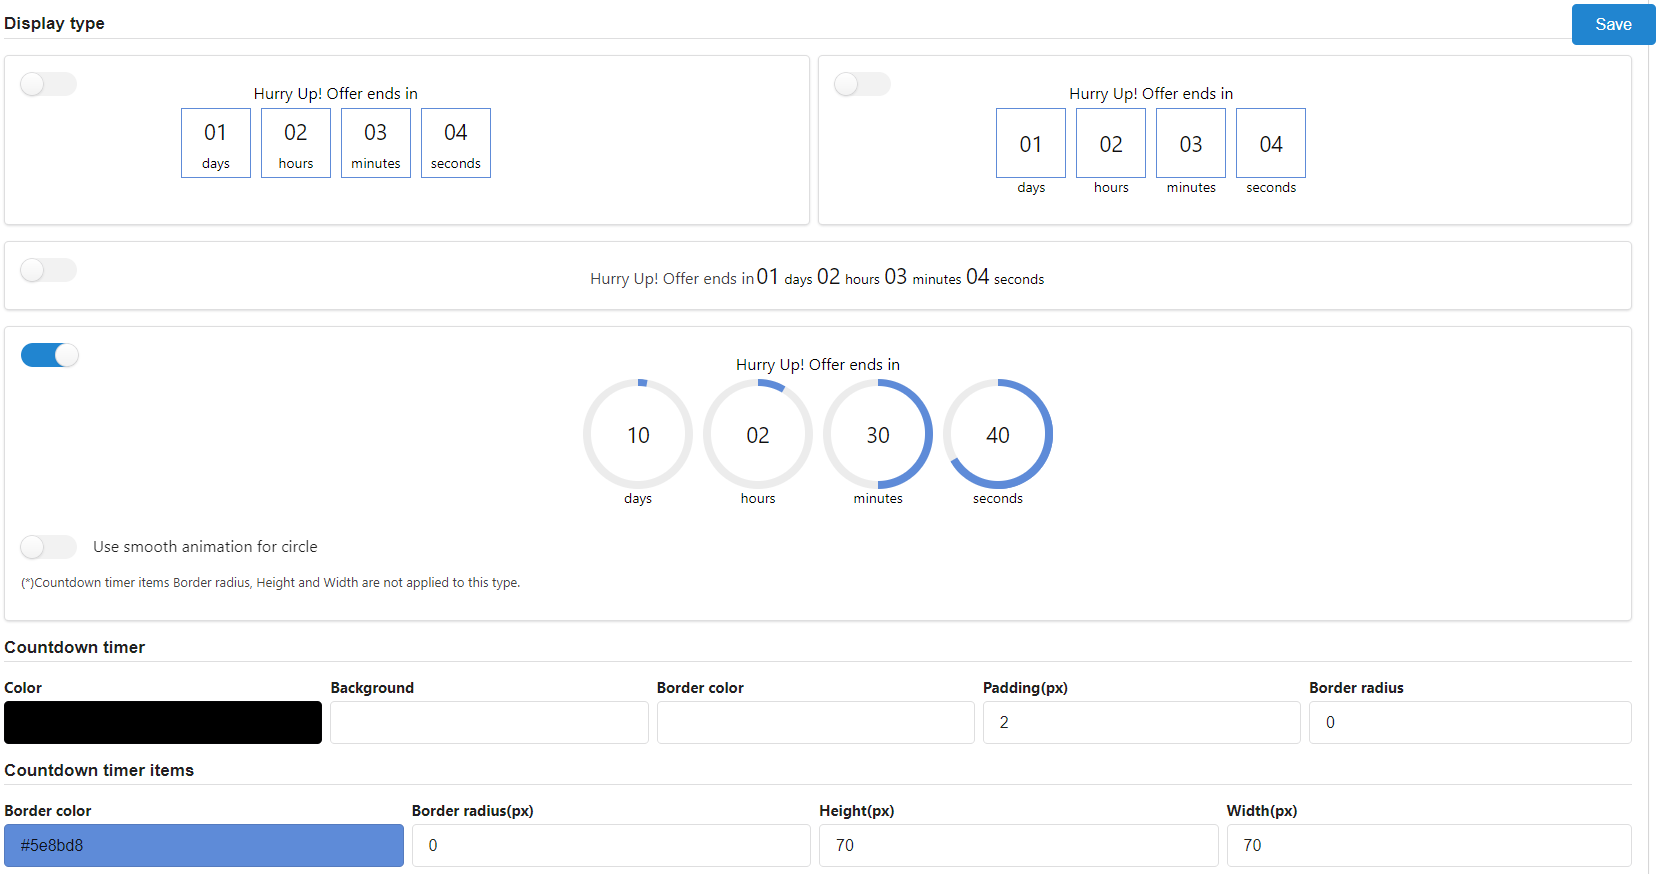 Display type
Save
Hurry Up! Offer ends in
01 02 03 04
days hours minutes seconds
Hurry Up! Offer ends in
01 02 03 04
days hours minutes seconds
Hurry Up! Offer ends in 01 days 02 hours 03 minutes 04 seconds
Hurry Up! Offer ends in
10 02 30 40
days hours minutes seconds
Use smooth animation for circle
(*)Countdown timer items Border radius, Height and Width are not applied to this type.
Countdown timer
Color Background Border color Padding(px) Border radius
2 0
Countdown timer items
Border color Border radius(px) Height(px) Width(px)
#5e8bd8 0 70 70